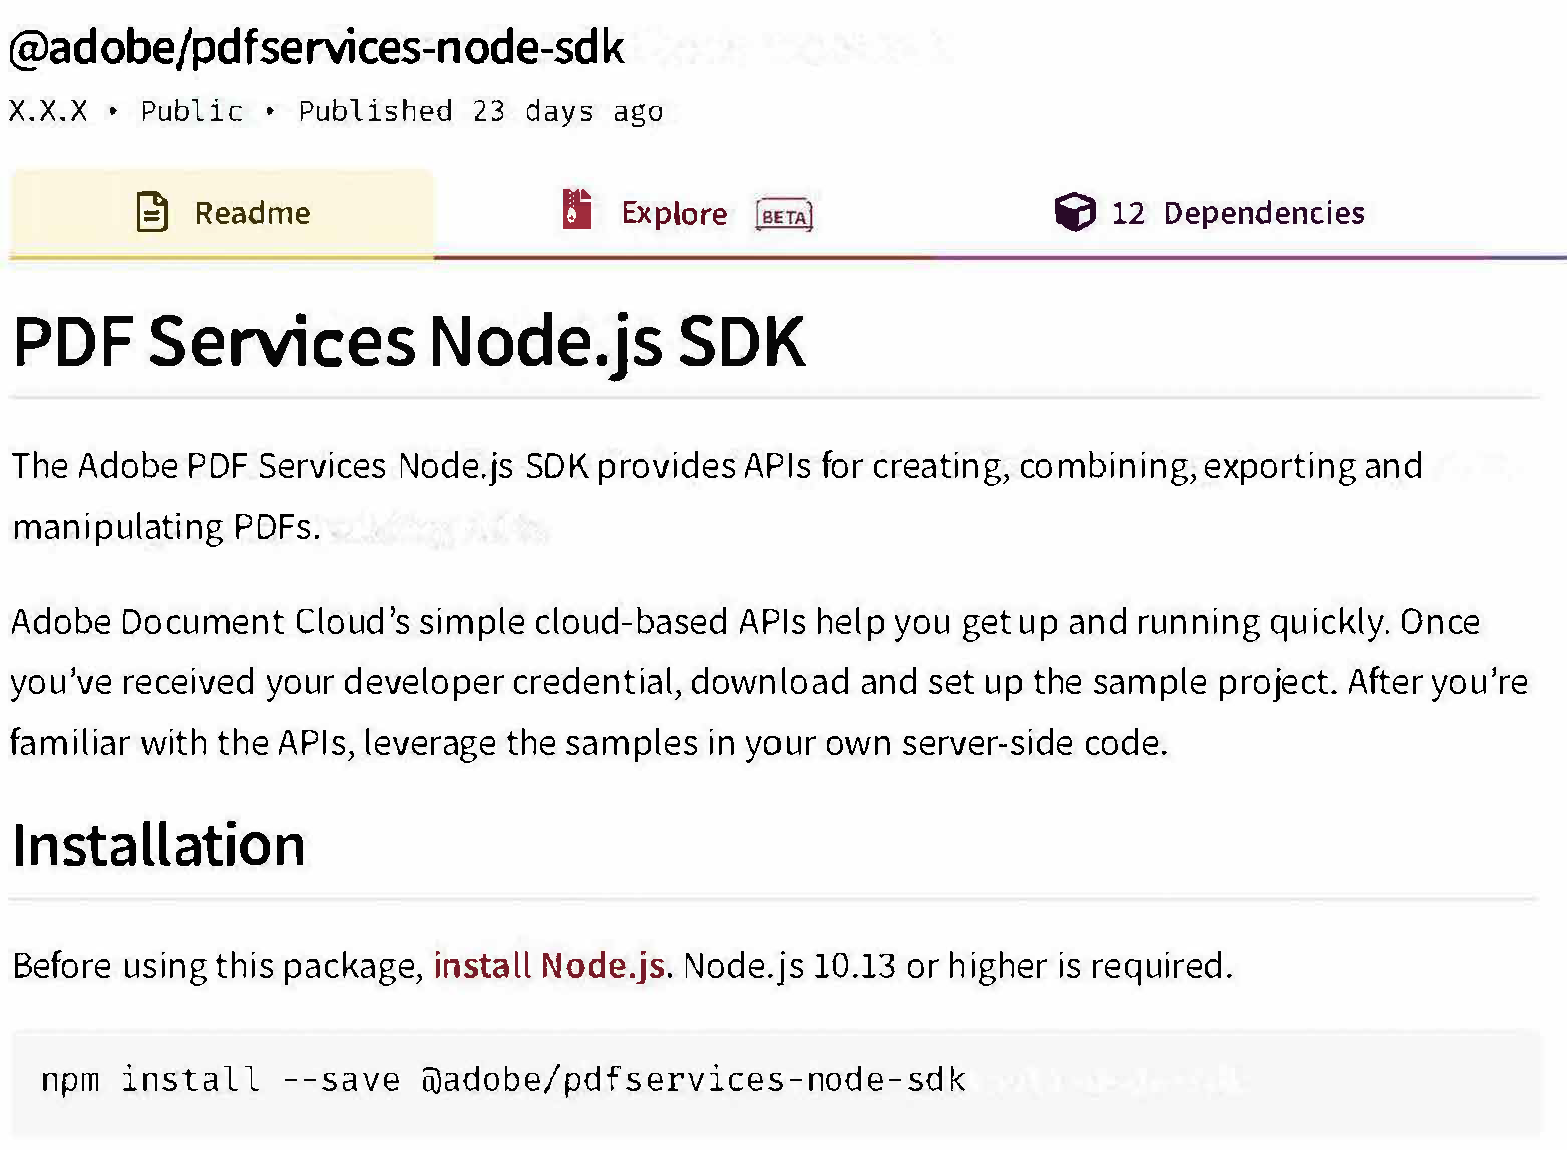 @adobe/pdfservices-node-sdk
X.X.X • Public • Published 23 days ago
Readme Explore BETA 12 Dependencies
PDF Services Node.js SDK
The Adobe PDF Services Node.js SDK provides APIs for creating, combining, exporting and
manipulating PDFs.
Adobe Document Cloud’s simple cloud-based APIs help you get up and running quickly. Once
you’ve received your developer credential, download and set up the sample project. After you’re
familiar with the APIs, leverage the samples in your own server-side code.
Installation
Before using this package, install Node.js. Node.js 10.13 or higher is required.
npm install --save @adobe/pdfservices-node-sdk